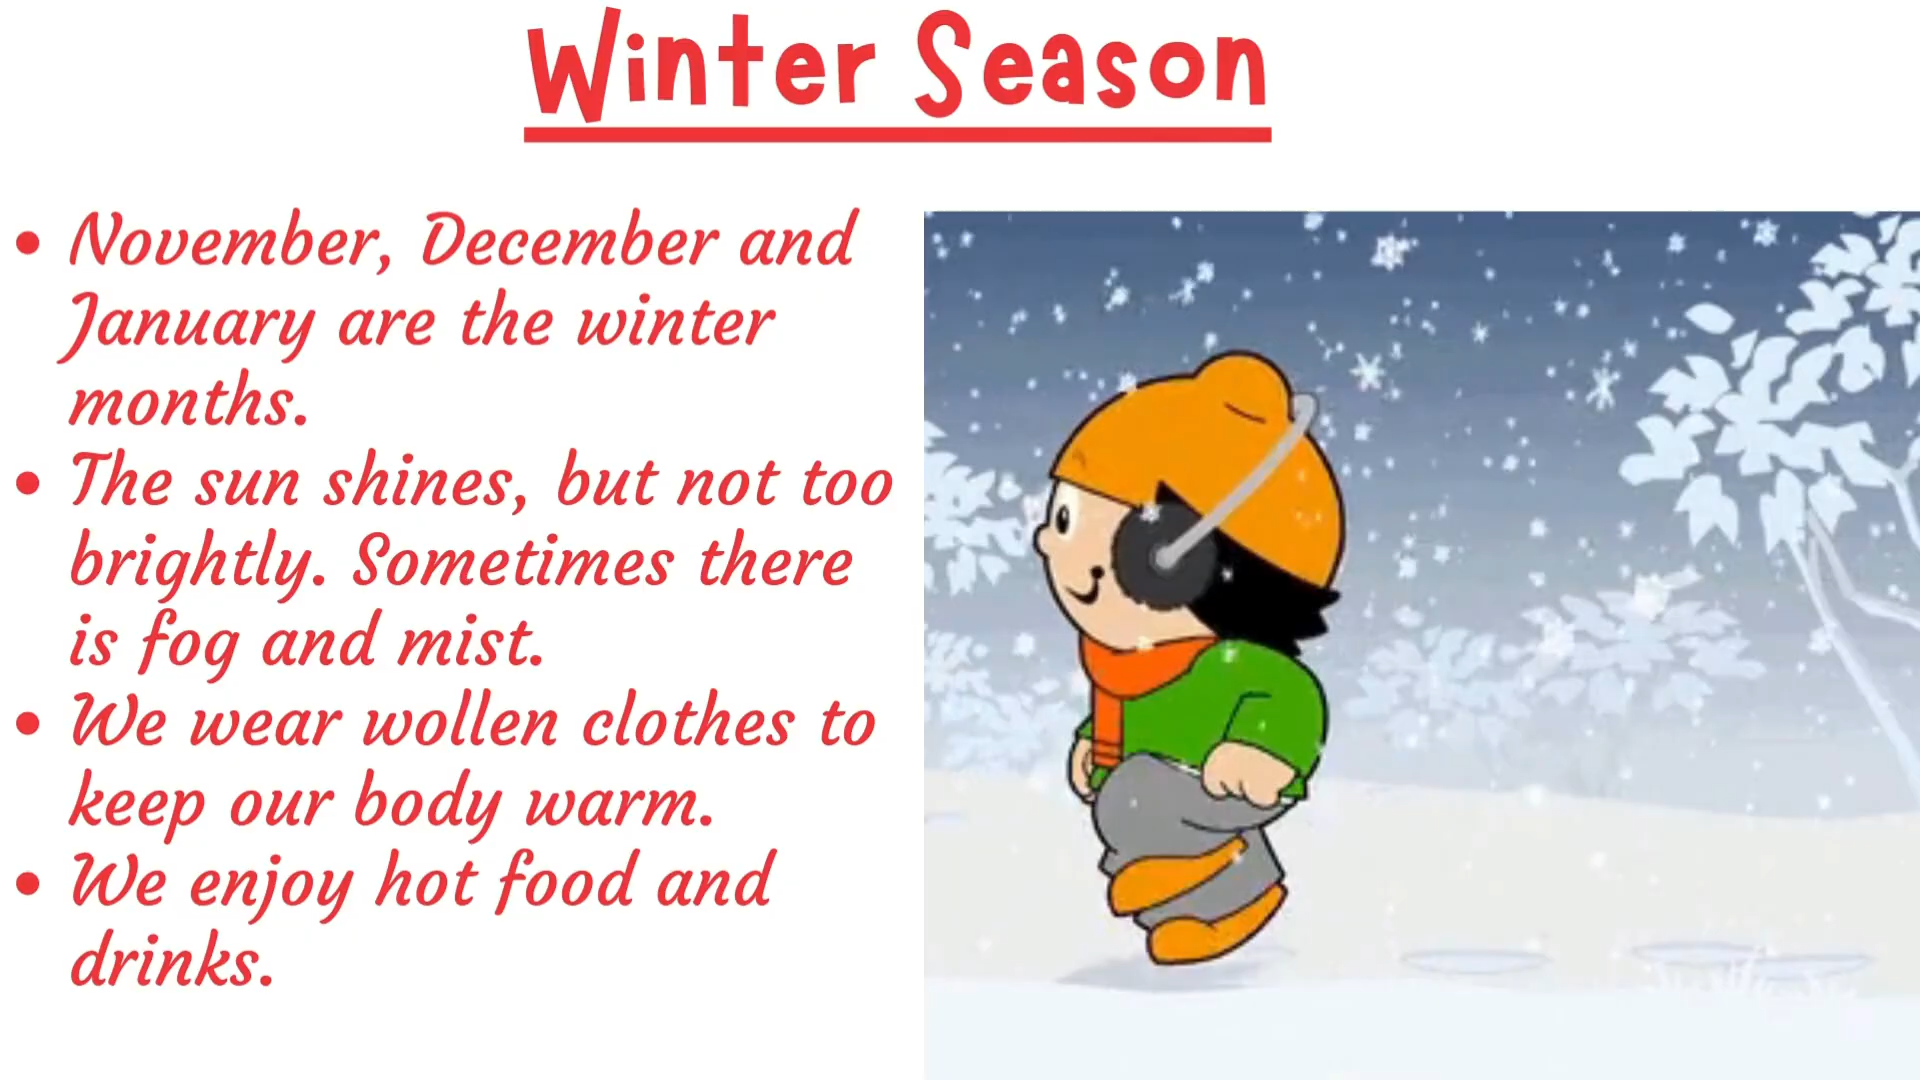 Winter Season
• November, December and
January are the winter
months.
• The sun shines, but not too
brightly. Sometimes there
is fog and mist.
• We wear wollen clothes to
keep our body warm.
• We enjoy hot food and
drinks.